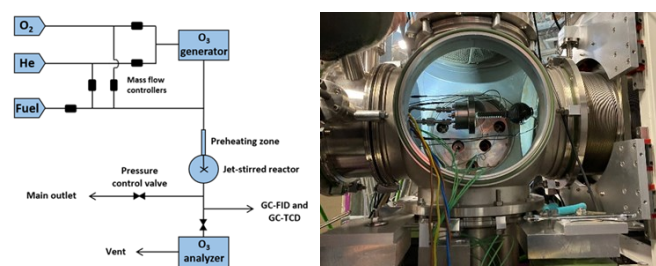 O₂
He
Fuel
Mass flow
controllers
O₃
generator
Preheating zone
Jet-stirred reactor
Pressure
control valve
Main outlet
GC-FID and
GC-TCD
Vent
O₃
analyzer